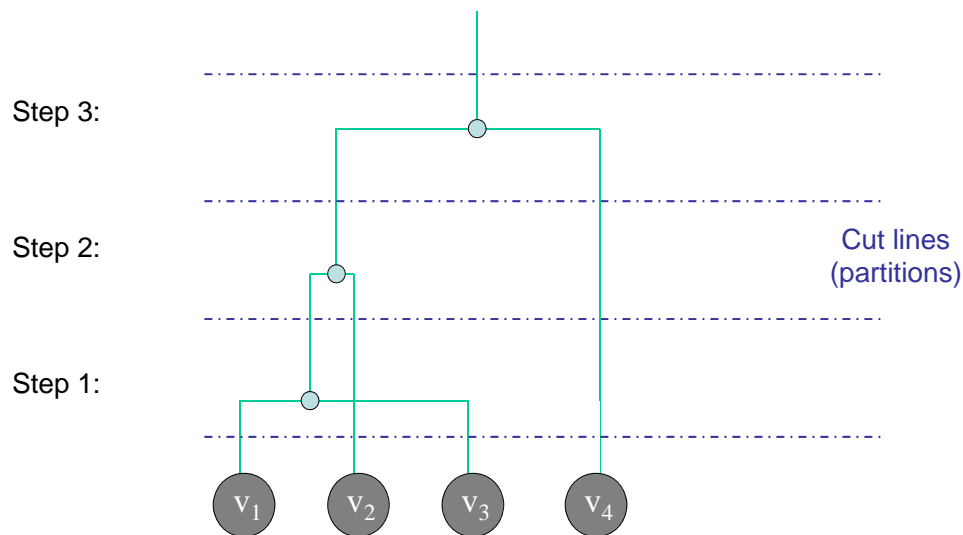 Step 3:
Step 2:
Cut lines
(partitions)
Step 1:
v₁ v₂ v₃ v₄